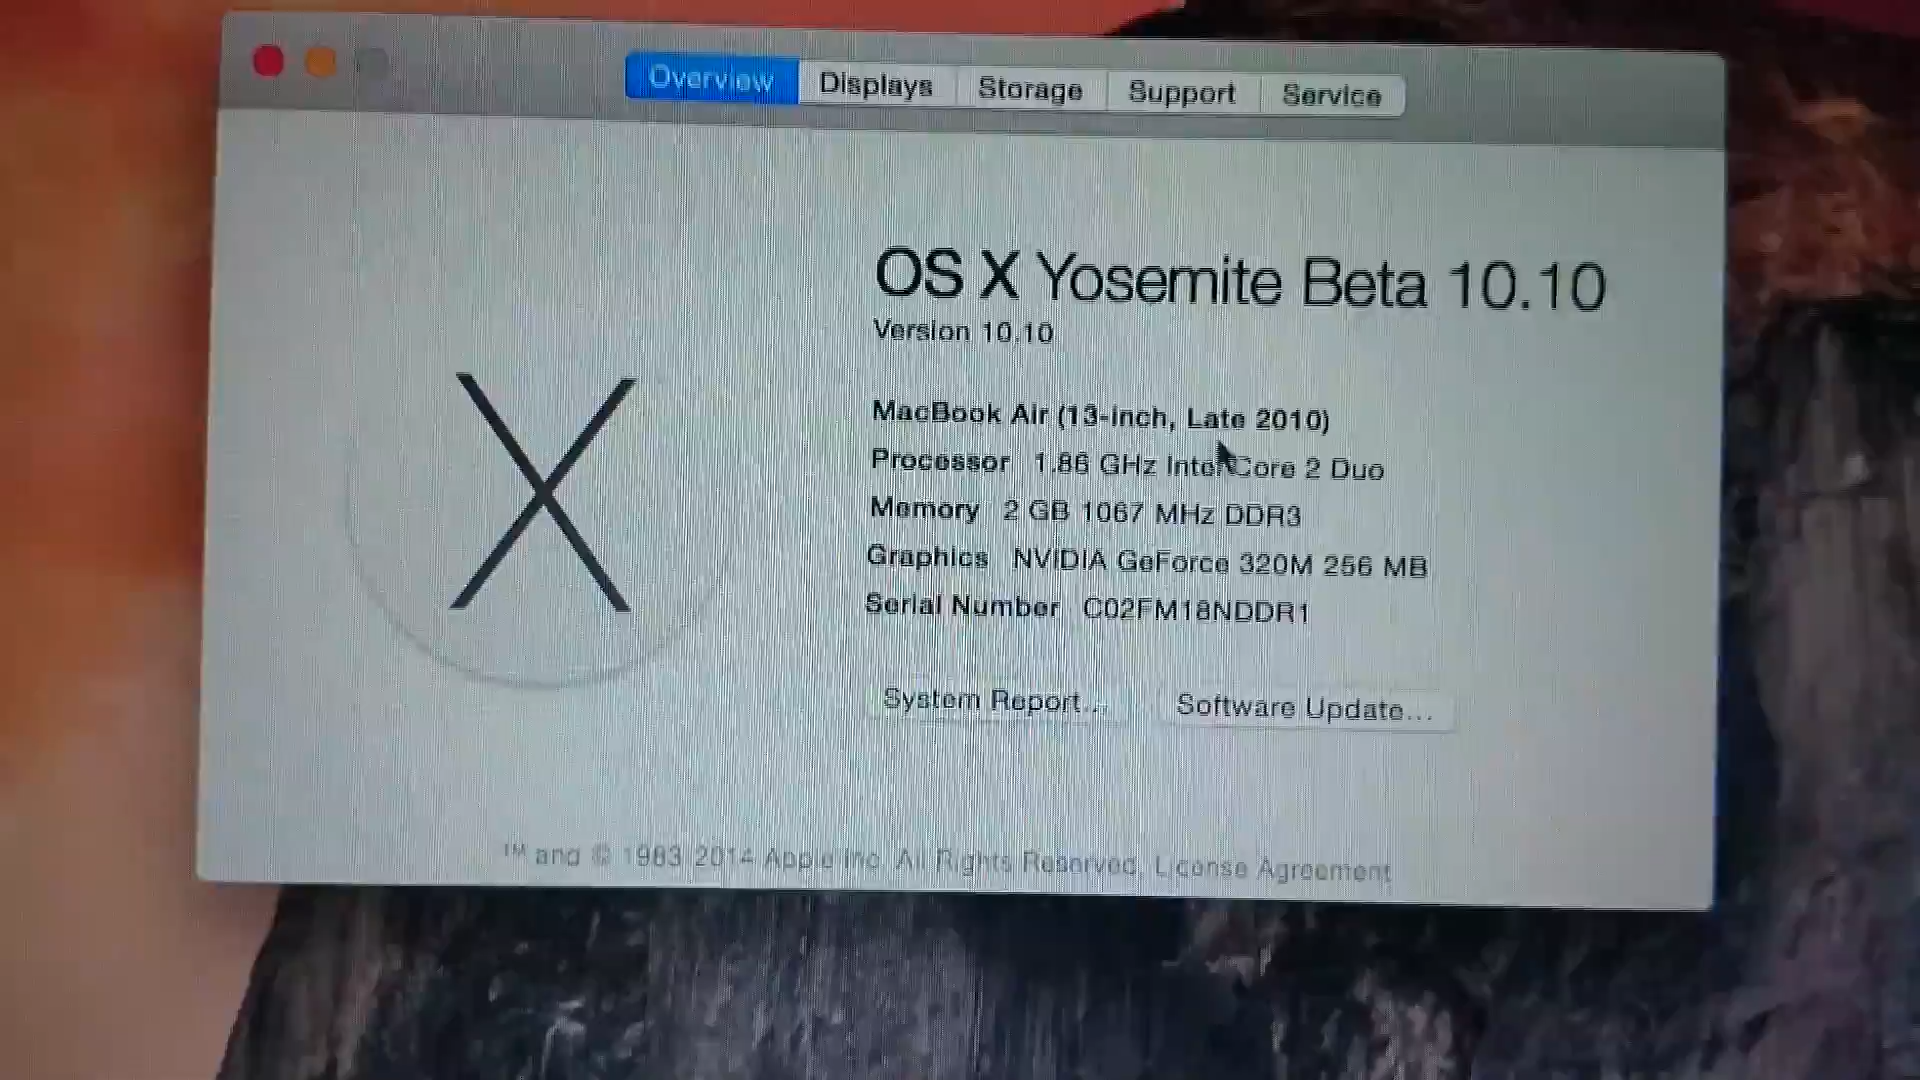 Overview Displays Storage Support Service
OS X Yosemite Beta 10.10
Version 10.10
MacBook Air (13-inch, Late 2010)
Processor 1.86 GHz Intel Core 2 Duo
Memory 2 GB 1067 MHz DDR3
Graphics NVIDIA GeForce 320M 256 MB
Serial Number C02FM18NDDR1
System Report... Software Update...
™ and © 1983-2014 Apple Inc. All Rights Reserved. License Agreement